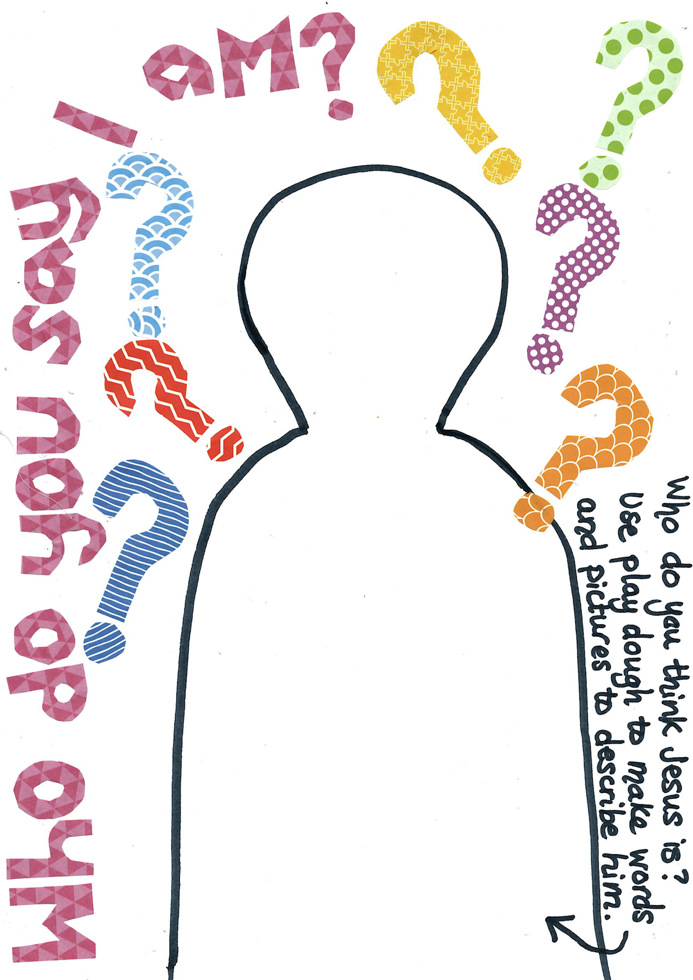 Who do you say I am?
Who do you think Jesus is?
Use play dough to make words
and pictures to describe him.